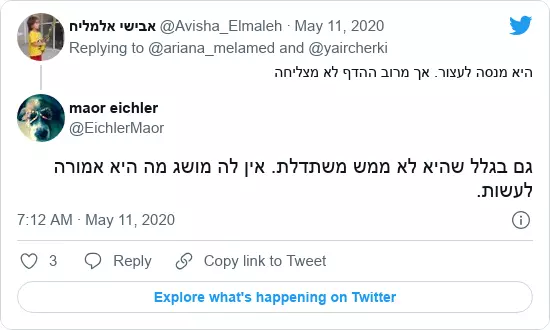 אבישי אלמליח @Avisha_Elmaleh · May 11, 2020
Replying to @ariana_melamed and @yaircherki
היא מנסה לעצור. אך מרוב ההדף לא מצליחה
maor eichler
@EichlerMaor
גם בגלל שהיא לא ממש משתדלת. אין לה מושג מה היא אמורה
לעשות.
7:12 AM · May 11, 2020
3 Reply Copy link to Tweet
Explore what's happening on Twitter